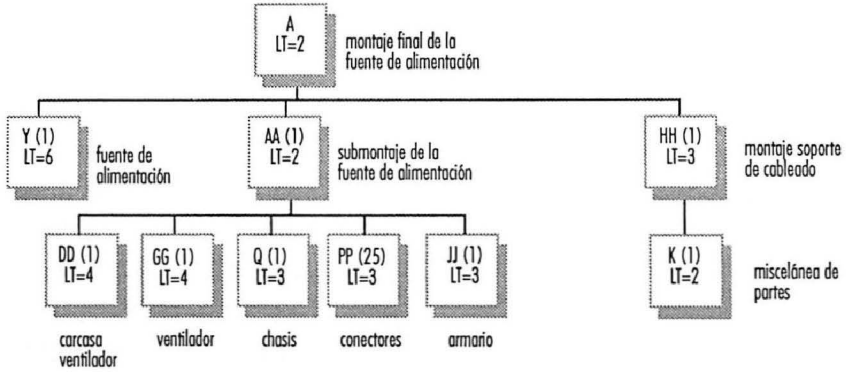 A
LT=2
montaje final de la
fuente de alimentación
Y (1)
LT=6
fuente de
alimentación
AA (1)
LT=2
submontaje de la
fuente de alimentación
HH (1)
LT=3
montaje soporte
de cableado
DD (1)
LT=4
GG (1)
LT=4
Q (1)
LT=3
PP (25)
LT=3
JJ (1)
LT=3
K (1)
LT=2
miscelánea de
partes
carcasa
ventilador
ventilador
chasis
conectores
armario